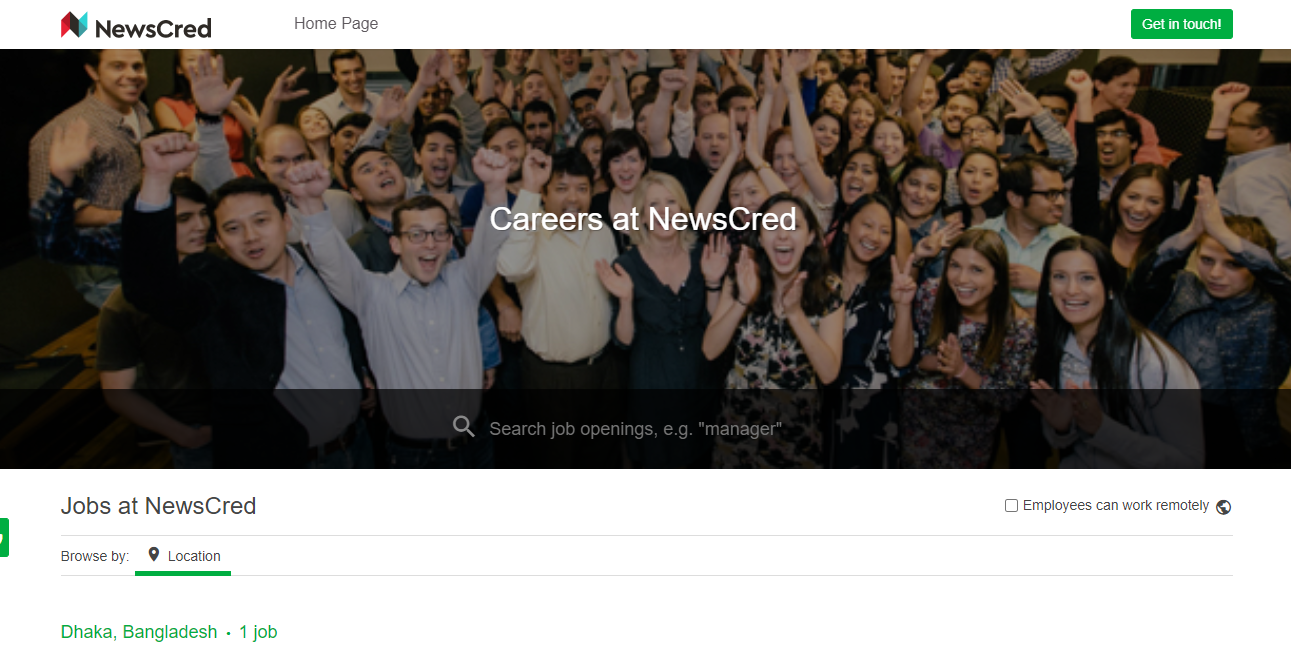 NewsCred
Home Page
Get in touch!
Careers at NewsCred
Search job openings, e.g. "manager"
Jobs at NewsCred
Employees can work remotely
Browse by:
Location
Dhaka, Bangladesh • 1 job